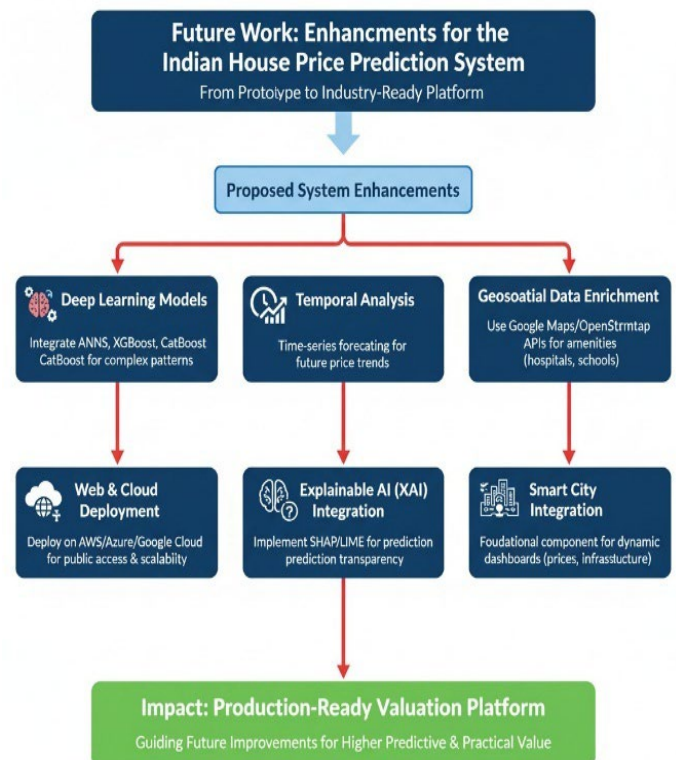 Future Work: Enhancments for the
Indian House Price Prediction System
From Protolype to Industry-Ready Platform
Proposed System Enhancements
Deep Learning Models
Integrate ANNS, XGBoost, CatBoost
CatBoost for complex patterns
Temporal Analysis
Time-series forecating for
future price trends
Geosoatial Data Enrichment
Use Google Maps/OpenStrmtap
APIs for amenities
(hospitals, schools)
Web & Cloud
Deployment
Deploy on AWS/Azure/Google Cloud
for public access & scalabiity
Explainable AI (XAI)
Integration
Implement SHAP/LIME for prediction
prediction transparency
?
Smart City
Integration
Foudational component for dynamic
dashboards (prices, infrastucture)
Impact: Production-Ready Valuation Platform
Guiding Future Improvements for Higher Predictive & Practical Value